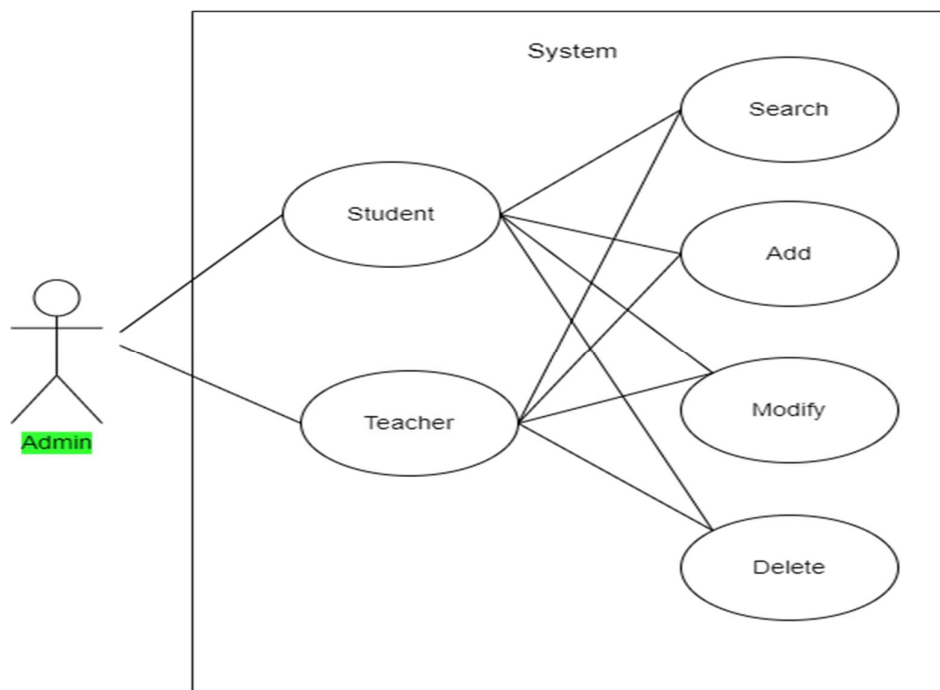 System
Search
Student
Add
Teacher
Modify
Admin
Delete